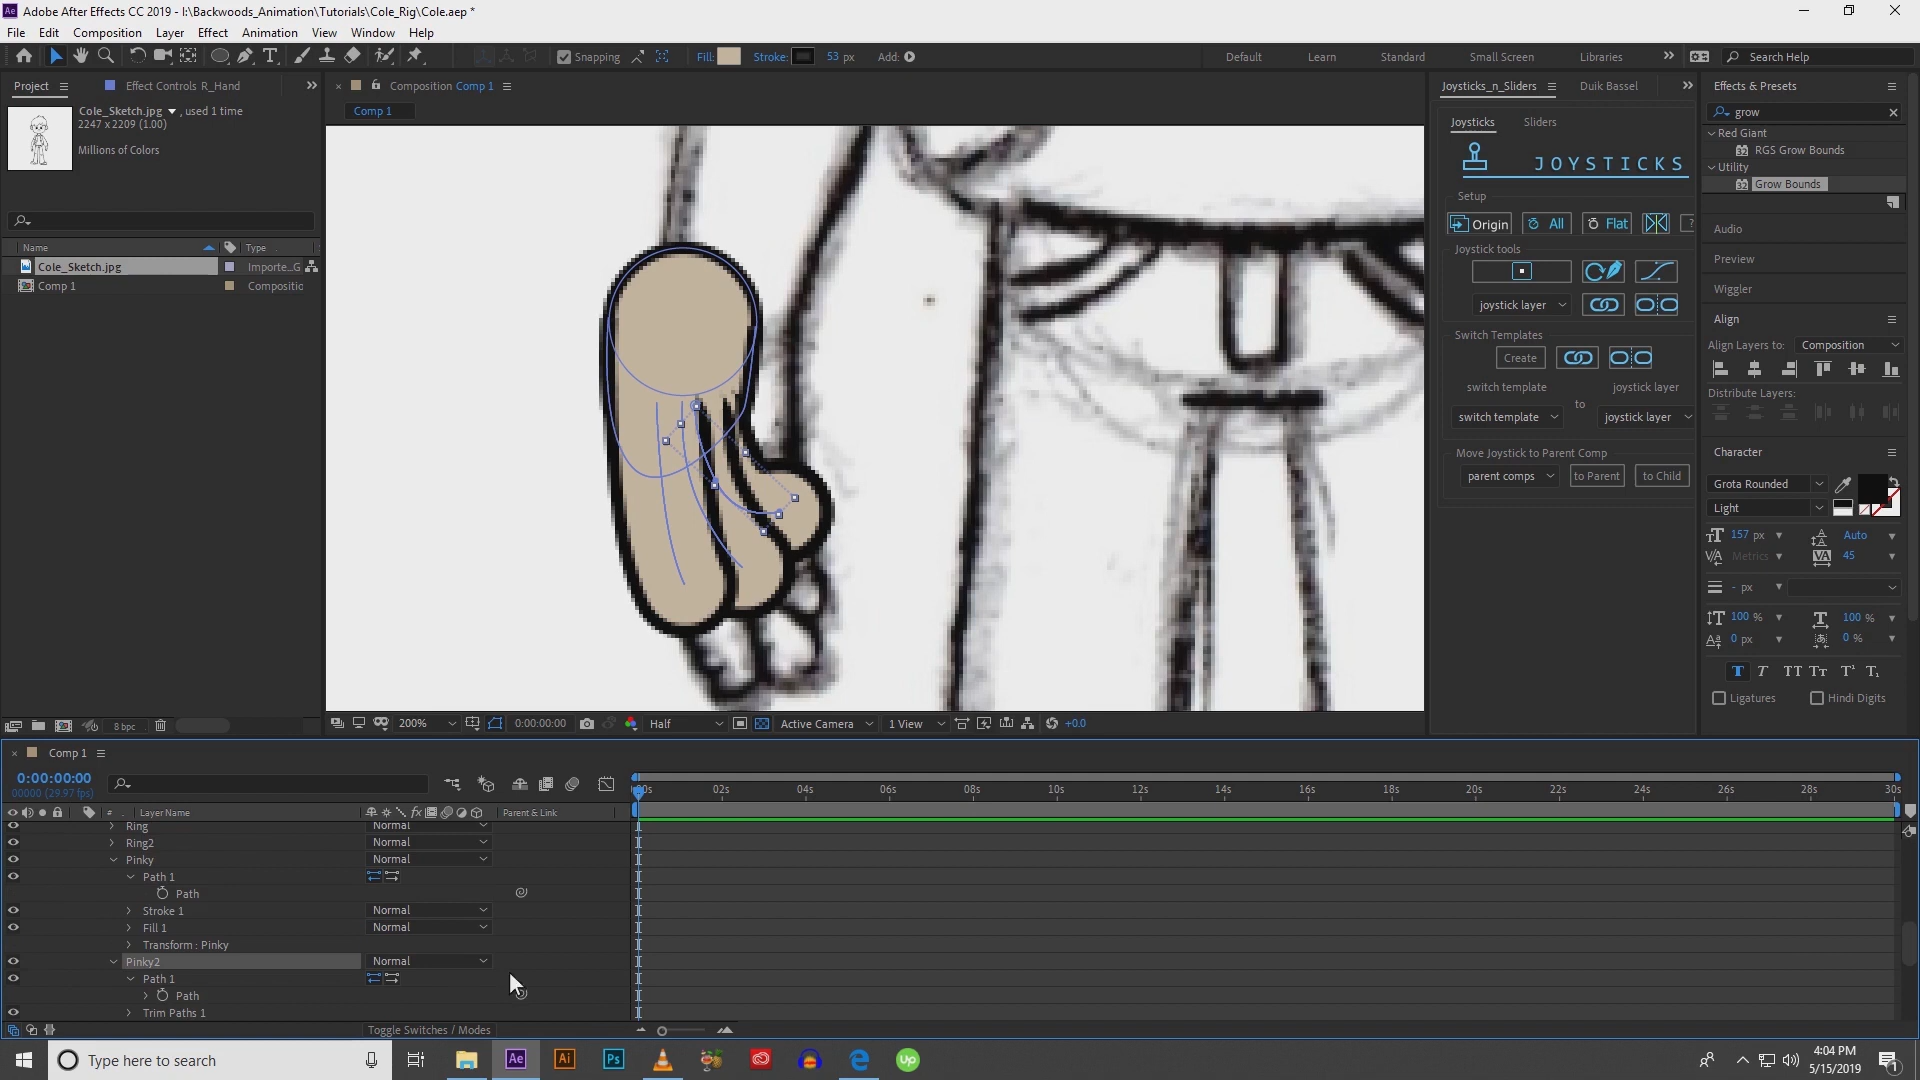 Adobe After Effects CC 2019 - I:\Backwoods_Animation\Tutorials\Cole_Rig\Cole.aep *
File Edit Composition Layer Effect Animation View Window Help
Snapping Fill: Stroke: 53 px Add: Default Learn Standard Small Screen Libraries Search Help
Project Effect Controls R_Hand
Cole_Sketch.jpg , used 1 time
2247 x 2209 (1.00)
Millions of Colors
Name Type
Cole_Sketch.jpg Importe...G
Comp 1 Compositio
8 bpc
Composition Comp 1
Comp 1
200% 0:00:00:00 Half Active Camera 1 View +0.0
Joysticks_n_Sliders Duik Bassel
Joysticks Sliders
JOYSTICKS
Setup
Origin All Flat
Joystick tools
joystick layer
Switch Templates
Create
switch template joystick layer
to
switch template joystick layer
Move Joystick to Parent Comp
parent comps to Parent to Child
Effects & Presets
grow
Red Giant
RGS Grow Bounds
Utility
Grow Bounds
Audio
Preview
Wiggler
Align
Align Layers to: Composition
Distribute Layers:
Character
Grota Rounded
Light
157 px Auto
Metrics 45
- px
100 % 100 %
0 px 0 %
T T TT Tr T¹ T₁
Ligatures Hindi Digits
Comp 1
0:00:00:00
00000 (29.97 fps)
# Layer Name Parent & Link
:00s 02s 04s 06s 08s 10s 12s 14s 16s 18s 20s 22s 24s 26s 28s 30s
Ring Normal
Ring2 Normal
Pinky Normal
Path 1
Path
Stroke 1 Normal
Fill 1 Normal
Transform : Pinky
Pinky2 Normal
Path 1
Path
Trim Paths 1
Toggle Switches / Modes
Type here to search
Ae Ai Ps Up
4:04 PM
5/15/2019
1